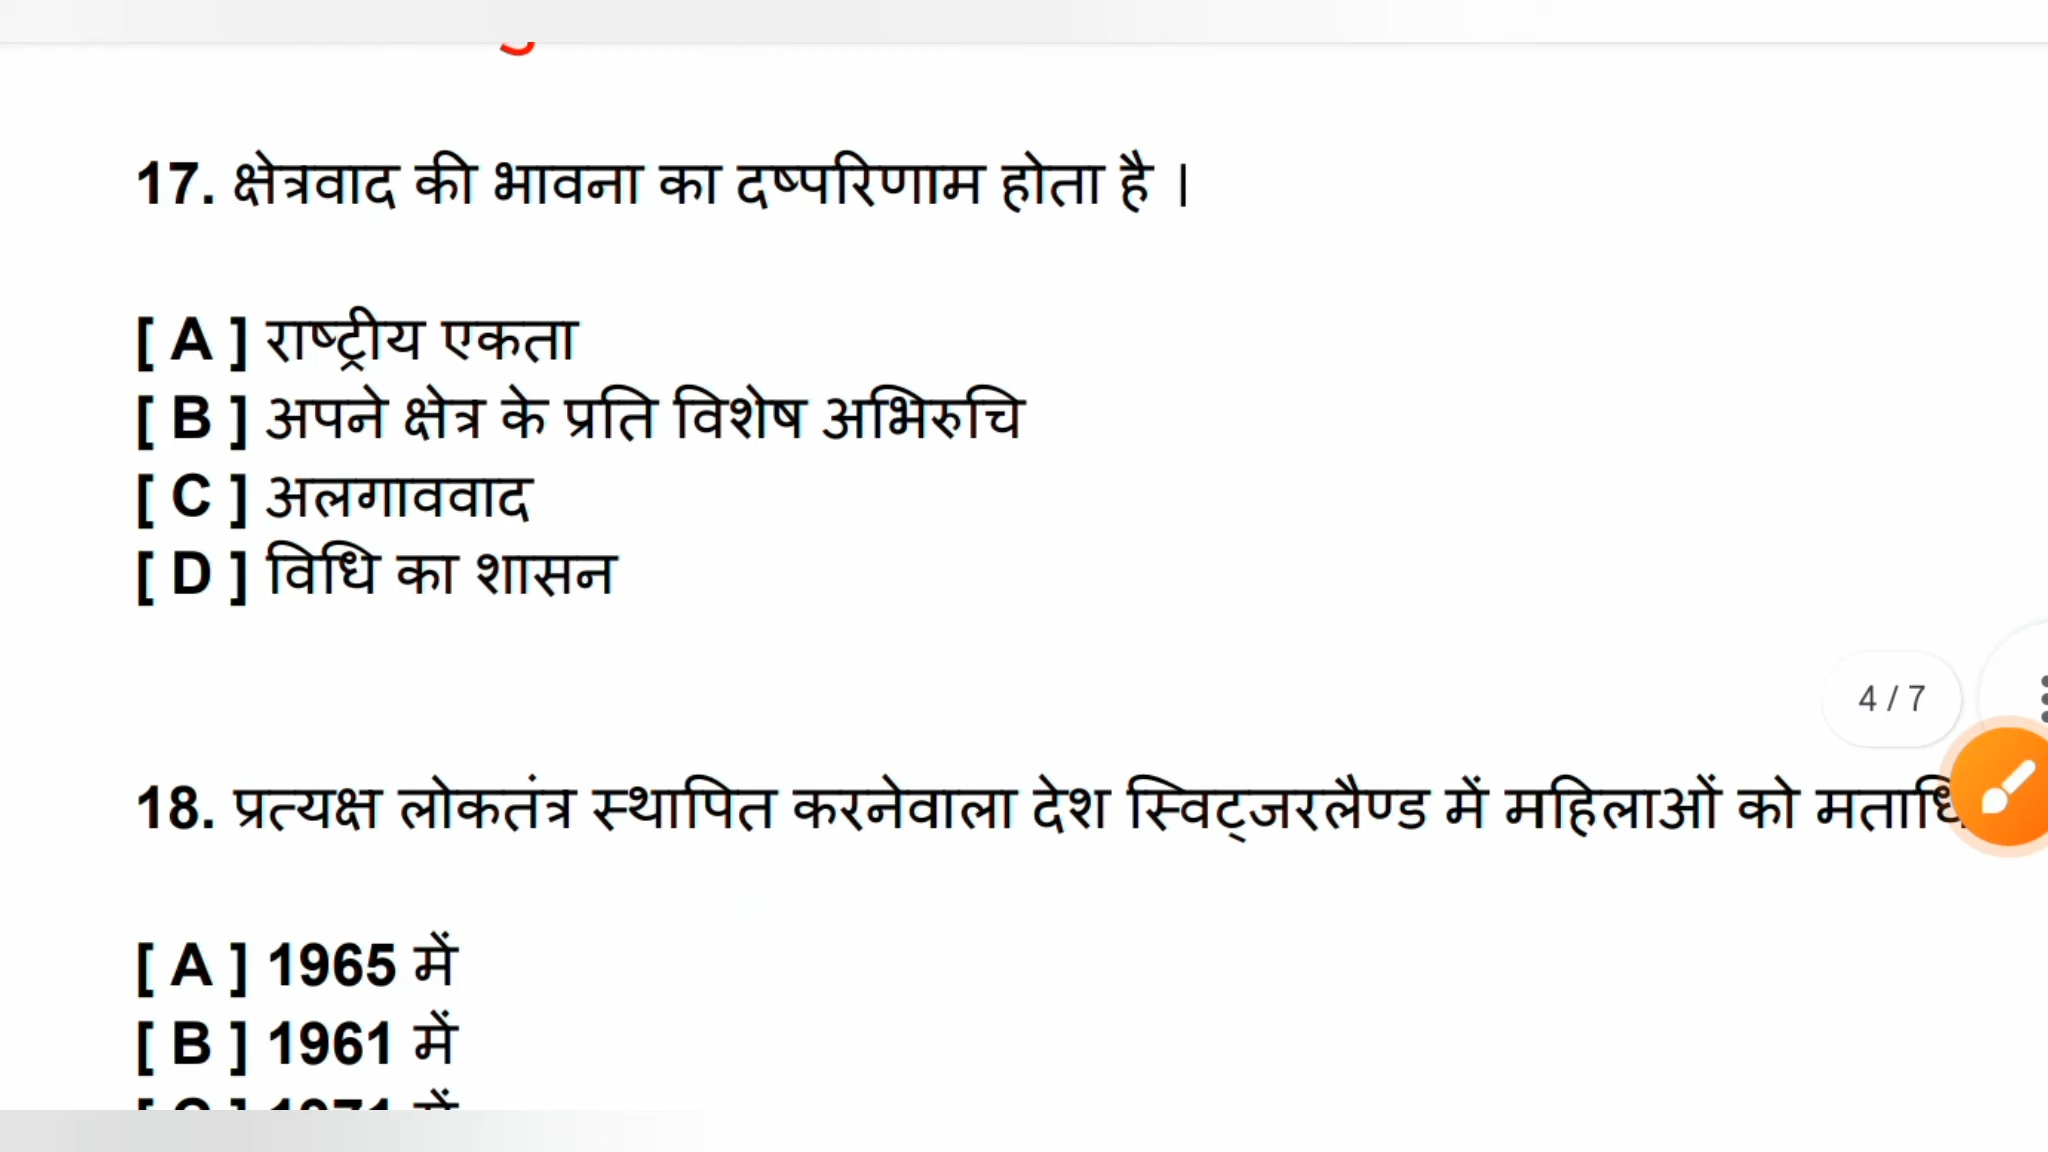 17. क्षेत्रवाद की भावना का दष्परिणाम होता है ।
[ A ] राष्ट्रीय एकता
[ B ] अपने क्षेत्र के प्रति विशेष अभिरुचि
[ C ] अलगाववाद
[ D ] विधि का शासन
4 / 7
18. प्रत्यक्ष लोकतंत्र स्थापित करनेवाला देश स्विट्जरलैण्ड में महिलाओं को
[ A ] 1965 में
[ B ] 1961 में
[ C ] 1971 में